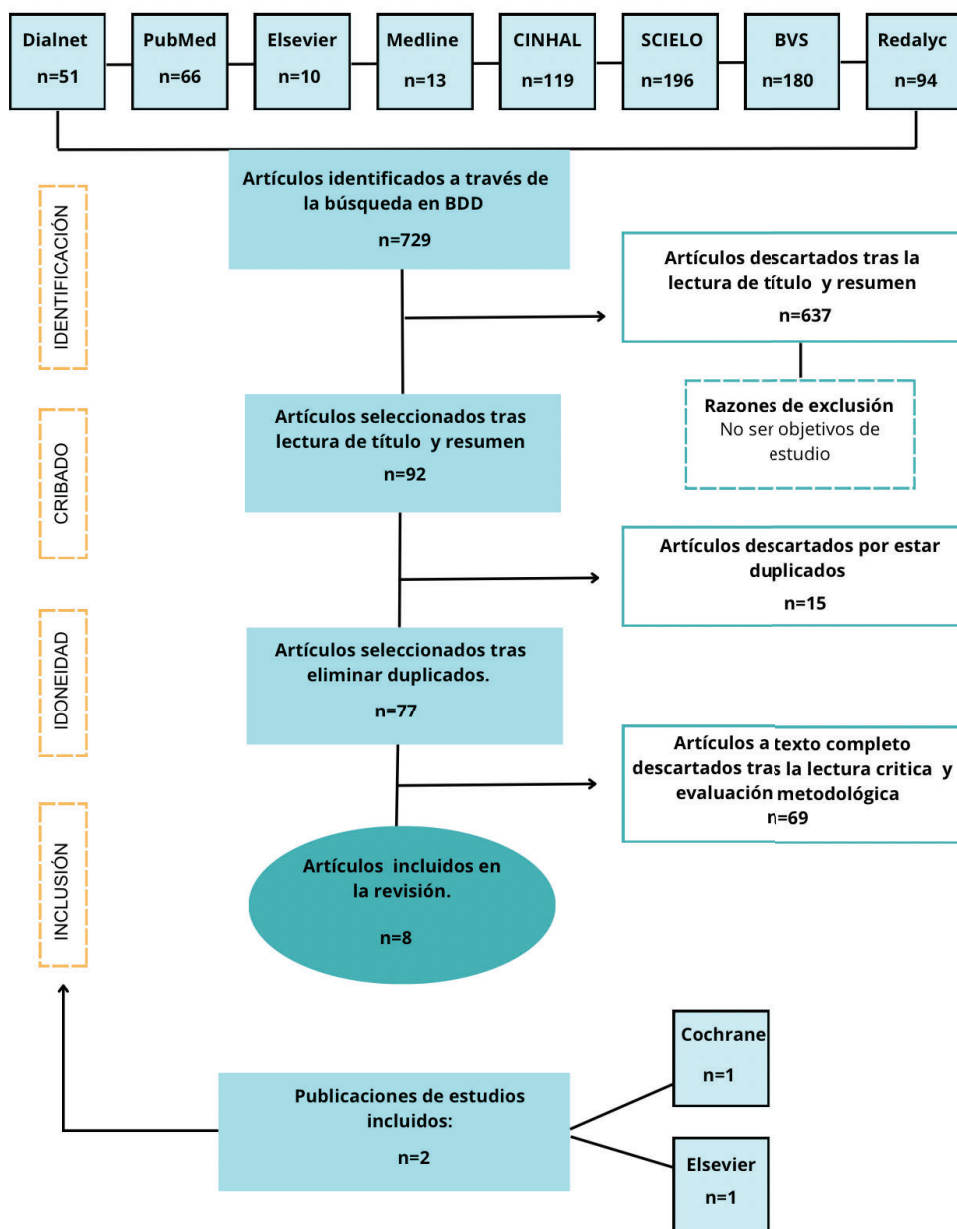 Dialnet
n=51
PubMed
n=66
Elsevier
n=10
Medline
n=13
CINHAL
n=119
SCIELO
n=196
BVS
n=180
Redalyc
n=94
IDENTIFICACIÓN
Artículos identificados a través de
la búsqueda en BDD
n=729
Artículos descartados tras la
lectura de título y resumen
n=637
Razones de exclusión
No ser objetivos de
estudio
CRIBADO
Artículos seleccionados tras
lectura de título y resumen
n=92
Artículos descartados por estar
duplicados
n=15
IDONEIDAD
Artículos seleccionados tras
eliminar duplicados.
n=77
Artículos a texto completo
descartados tras la lectura critica y
evaluación metodológica
n=69
INCLUSIÓN
Artículos incluidos en
la revisión.
n=8
Publicaciones de estudios
incluidos:
n=2
Cochrane
n=1
Elsevier
n=1